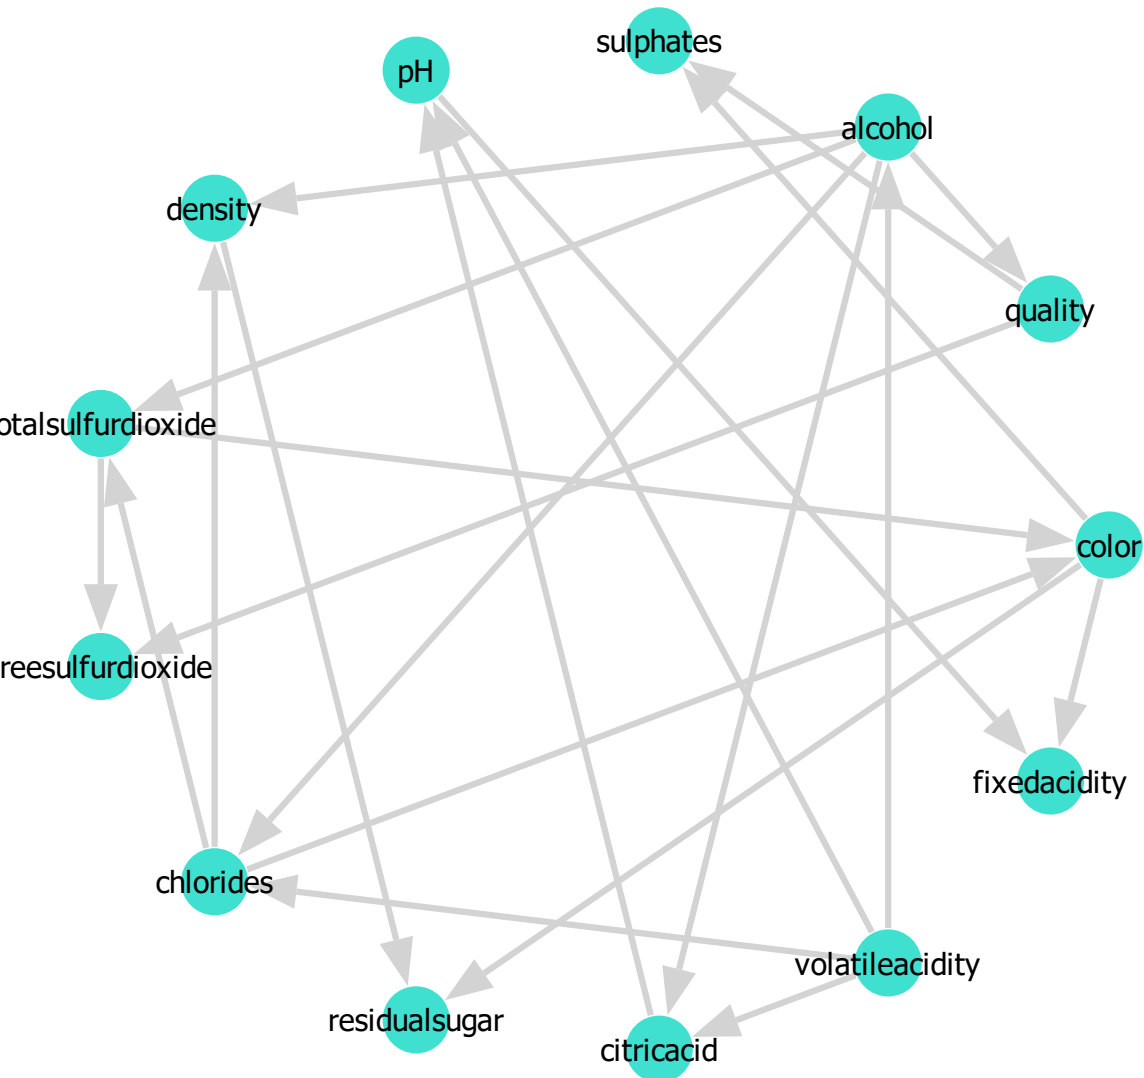 sulphates
pH
alcohol
density
quality
otalsulfurdioxide
color
reesulfurdioxide
fixedacidity
chlorides
volatileacidity
residualsugar
citricacid